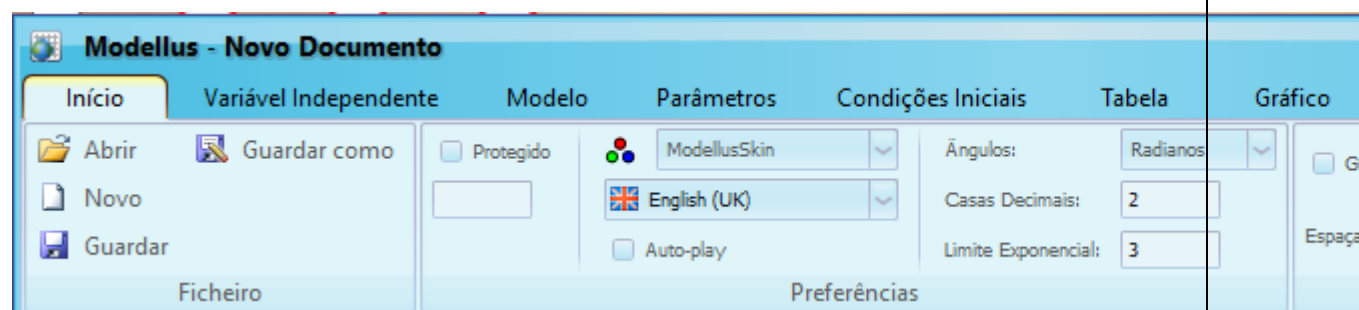 Modellus - Novo Documento
Início Variável Independente Modelo Parâmetros Condições Iniciais Tabela Gráfico
Abrir Guardar como Protegido ModellusSkin Ângulos: Radianos
Novo English (UK) Casas Decimais: 2
Guardar Auto-play Limite Exponencial: 3
Ficheiro Preferências